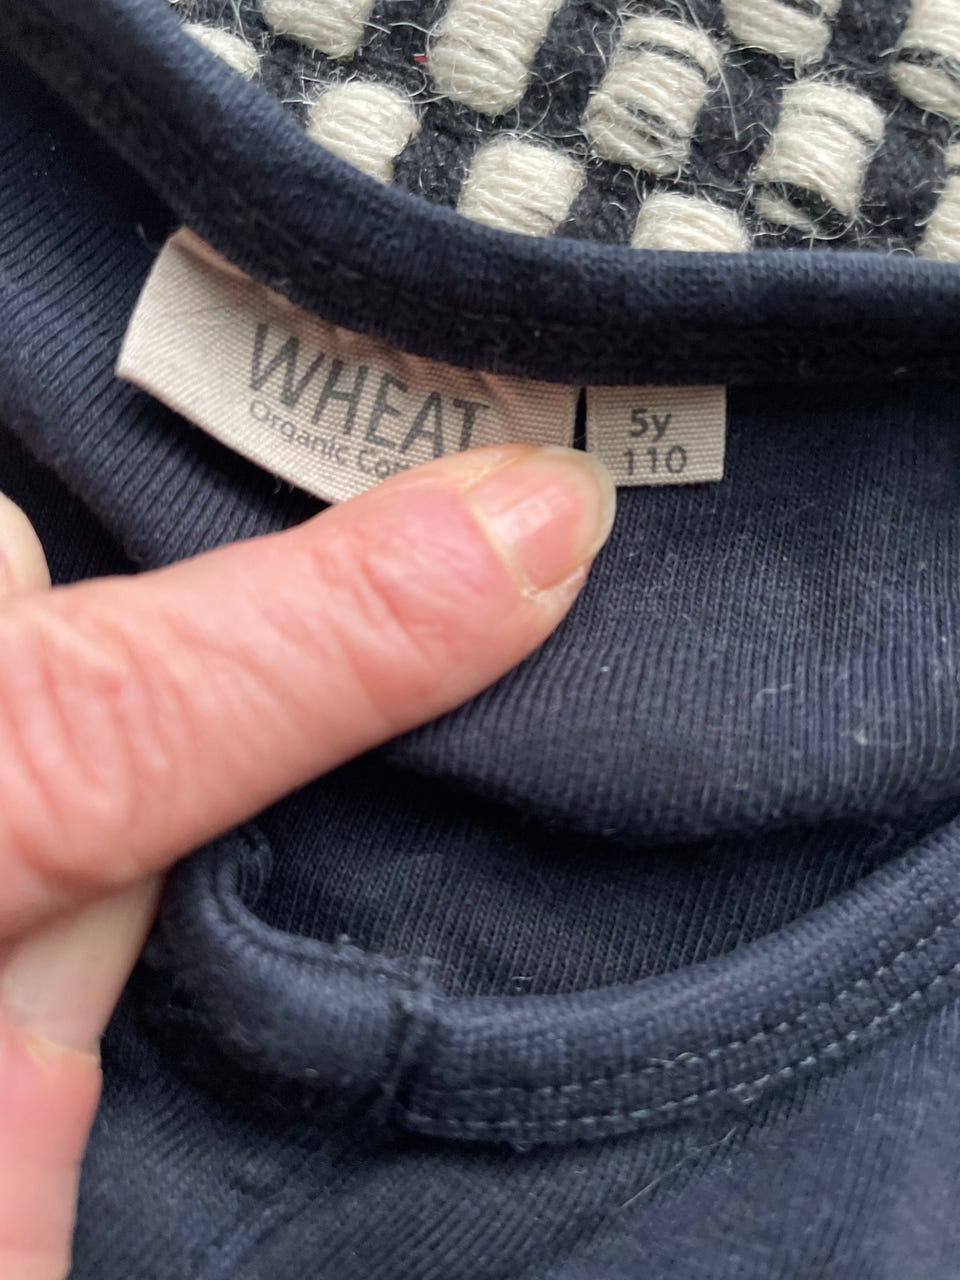 WHEAT
Organic
5y
110